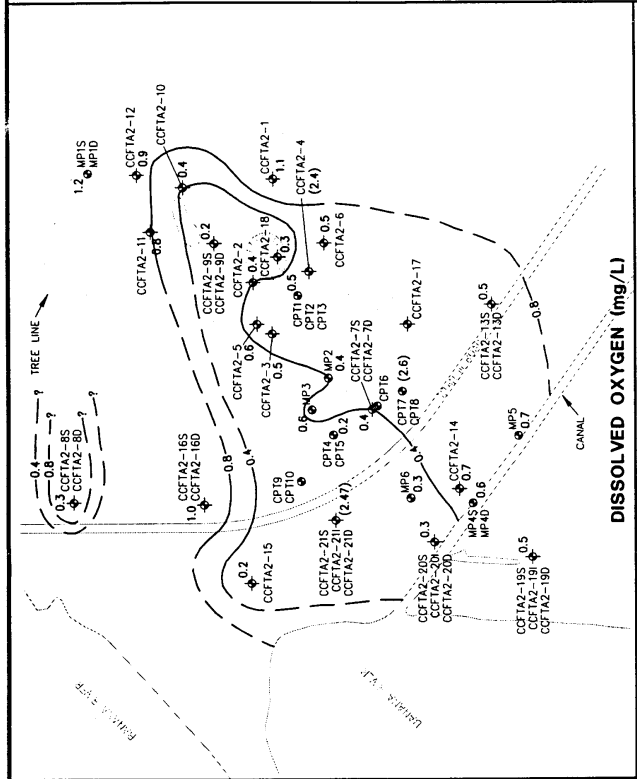 TREE LINE
0.4
?
0.8
?
?
0.3
CCFTA2-8S
CCFTA2-8D
1.2
MP1S
MP1D
CCFTA2-12
0.9
CCFTA2-10
CCFTA2-11
0.8
0.4
CCFTA2-16S
CCFTA2-16D
1.0
0.8
0.4
0.2
CCFTA2-9S
CCFTA2-9D
CCFTA2-2
0.4
CCFTA2-18
0.3
CCFTA2-1
1.1
CCFTA2-4
(2.4)
CCFTA2-15
0.2
CCFTA2-5
0.6
CCFTA2-3
0.5
0.5
CPT1
CPT2
CPT3
CCFTA2-6
0.5
CPT9
CPT10
MP3
0.6
MP2
0.4
CCFTA2-21S
CCFTA2-21I
CCFTA2-21D
(2.47)
CPT4
CPT5
0.2
CCFTA2-7S
CCFTA2-7D
0.4
CPT6
CPT7
CPT8
(2.6)
CCFTA2-17
MP6
0.3
0.4
CCFTA2-20S
CCFTA2-20I
CCFTA2-20D
0.3
CCFTA2-14
0.7
MP4S
MP4D
0.6
CCFTA2-13S
CCFTA2-13D
0.5
CCFTA2-19S
CCFTA2-19I
CCFTA2-19D
0.5
MP5
0.7
0.8
CANAL
DISSOLVED OXYGEN (mg/L)